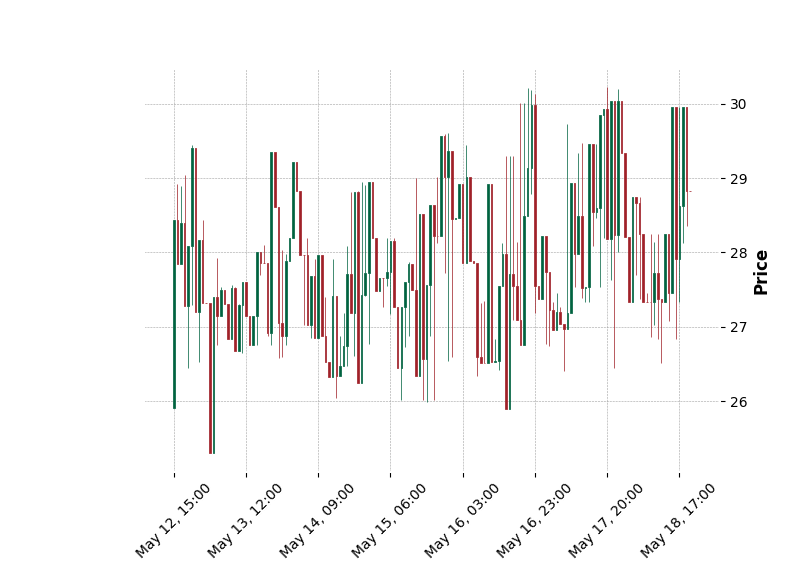 30
29
28
27
26
Price
May 12, 15:00
May 13, 12:00
May 14, 09:00
May 15, 06:00
May 16, 03:00
May 16, 23:00
May 17, 20:00
May 18, 17:00